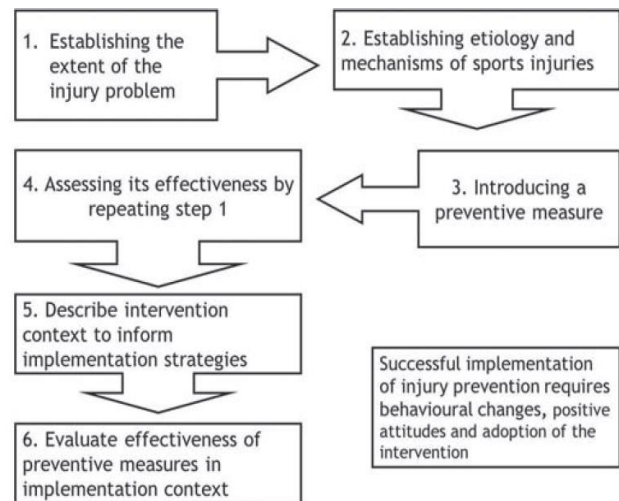 1. Establishing the
extent of the
injury problem
2. Establishing etiology and
mechanisms of sports injuries
3. Introducing a
preventive measure
4. Assessing its effectiveness by
repeating step 1
5. Describe intervention
context to inform
implementation strategies
6. Evaluate effectiveness of
preventive measures in
implementation context
Successful implementation
of injury prevention requires
behavioural changes, positive
attitudes and adoption of the
intervention